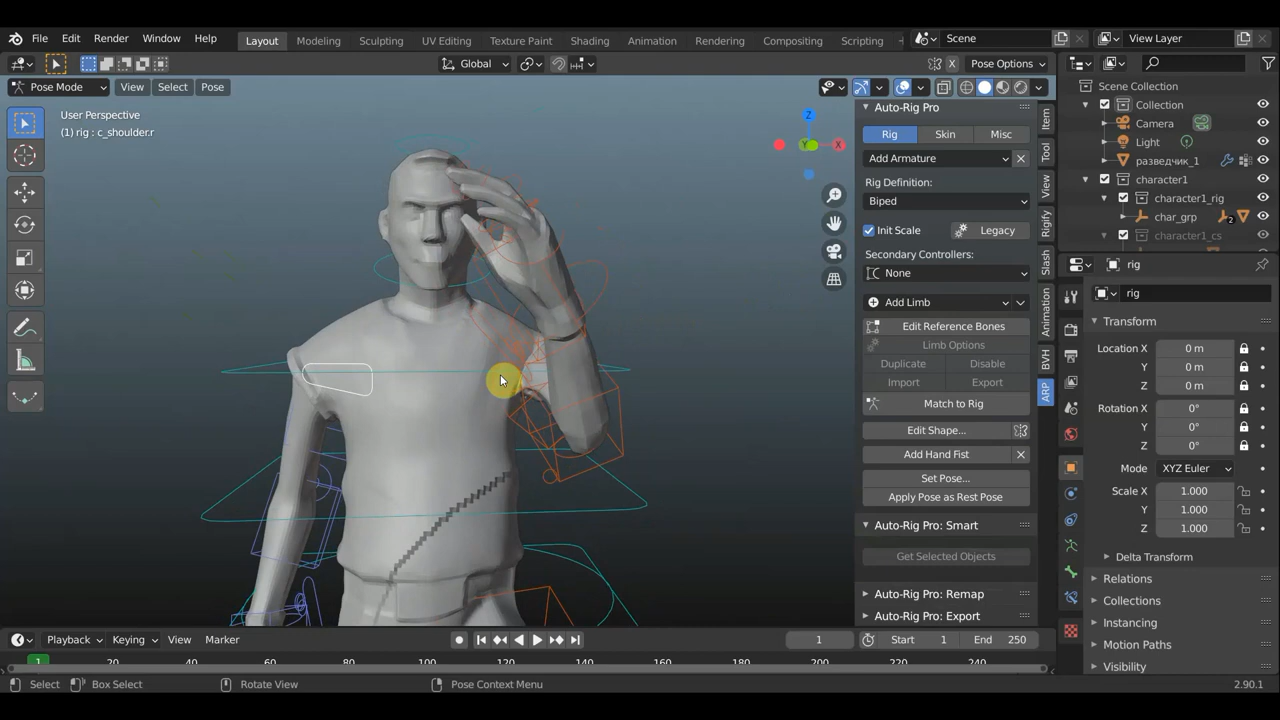 File Edit Render Window Help
Layout Modeling Sculpting UV Editing Texture Paint Shading Animation Rendering Compositing Scripting + Scene View Layer
Global X Pose Options
Pose Mode View Select Pose
User Perspective
(1) rig : c_shoulder.r
Z
X
Y
Auto-Rig Pro
Rig Skin Misc
Add Armature
Rig Definition:
Biped
Init Scale Legacy
Secondary Controllers:
None
Add Limb
Edit Reference Bones
Limb Options
Duplicate Disable
Import Export
Match to Rig
Edit Shape...
Add Hand Fist
Set Pose...
Apply Pose as Rest Pose
Auto-Rig Pro: Smart
Get Selected Objects
Auto-Rig Pro: Remap
Auto-Rig Pro: Export
Item
Tool
View
Rigify
Slash
Animation
BVH
ARP
Scene Collection
Collection
Camera
Light
разведчик_1
character1
character1_rig
char_grp 2
character1_cs
rig
rig
Transform
Location X 0 m
Y 0 m
Z 0 m
Rotation X 0°
Y 0°
Z 0°
Mode XYZ Euler
Scale X 1.000
Y 1.000
Z 1.000
Delta Transform
Relations
Collections
Instancing
Motion Paths
Visibility
Playback Keying View Marker 1 Start 1 End 250
1 20 40 60 80 100 120 140 160 180 200 220 240
Select Box Select Rotate View Pose Context Menu 2.90.1